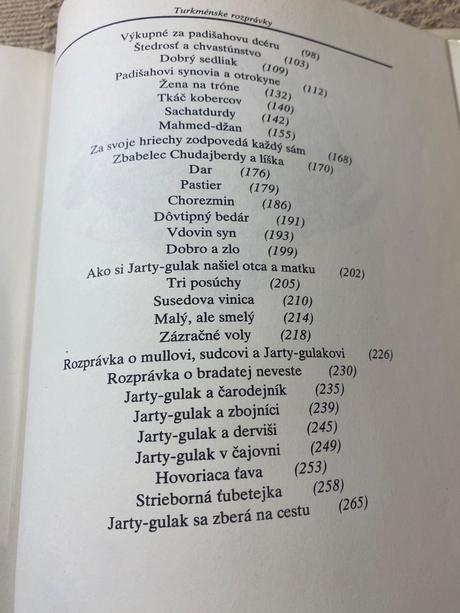 Turkménske rozprávky
Výkupné za padišahovu dcéru (98)
Štedrosť a chvastúnstvo (103)
Dobrý sedliak (109)
Padišahovi synovia a otrokyne (112)
Žena na tróne (132)
Tkáč kobercov (140)
Sachatdurdy (142)
Mahmed-džan (155)
Za svoje hriechy zodpovedá každý sám (168)
Zbabelec Chudajberdy a líška (170)
Dar (176)
Pastier (179)
Chorezmin (186)
Dôvtipný bedár (191)
Vdovin syn (193)
Dobro a zlo (199)
Ako si Jarty-gulak našiel otca a matku (202)
Tri posúchy (205)
Susedova vinica (210)
Malý, ale smelý (214)
Zázračné voly (218)
Rozprávka o mullovi, sudcovi a Jarty-gulakovi (226)
Rozprávka o bradatej neveste (230)
Jarty-gulak a čarodejník (235)
Jarty-gulak a zbojníci (239)
Jarty-gulak a derviši (245)
Jarty-gulak v čajovni (249)
Hovoriaca ťava (253)
Strieborná ťubetejka (258)
Jarty-gulak sa zberá na cestu (265)